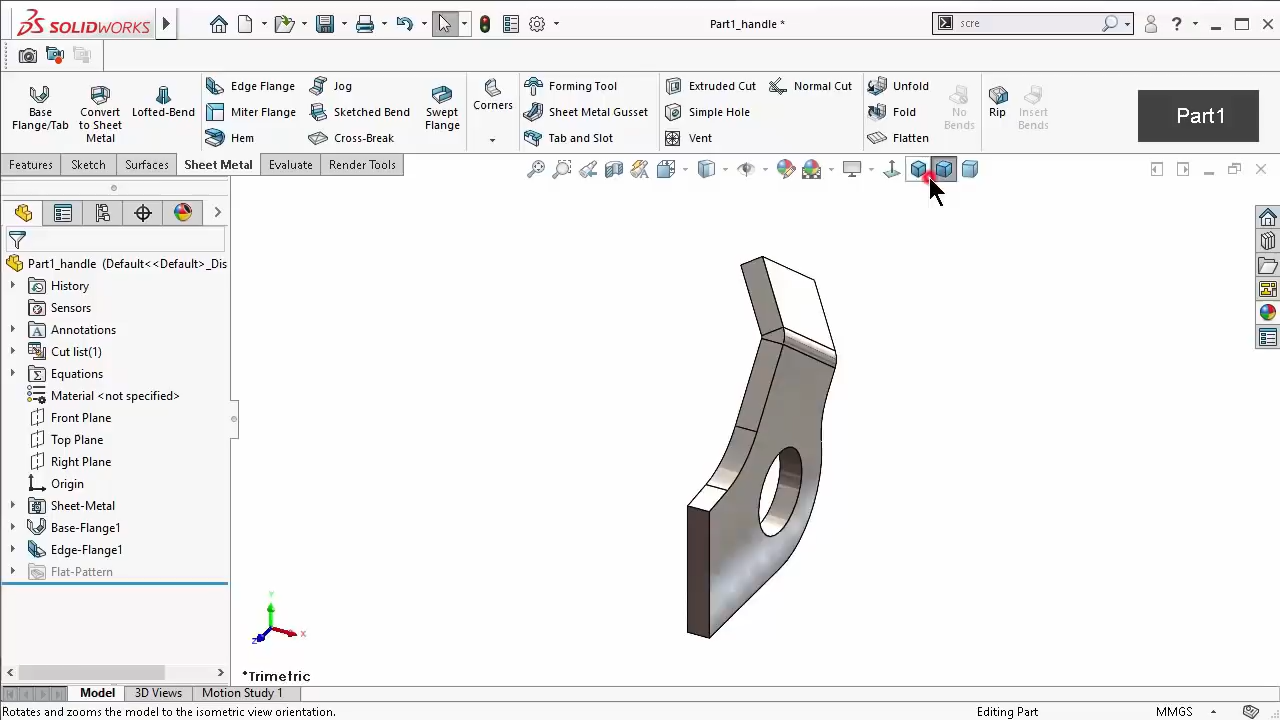 SOLIDWORKS
Part1_handle *
scre
?
Base Flange/Tab
Convert to Sheet Metal
Lofted-Bend
Edge Flange
Miter Flange
Hem
Jog
Sketched Bend
Cross-Break
Swept Flange
Corners
Forming Tool
Sheet Metal Gusset
Tab and Slot
Extruded Cut
Simple Hole
Vent
Normal Cut
Unfold
Fold
Flatten
No Bends
Rip
Insert Bends
Part1
Features
Sketch
Surfaces
Sheet Metal
Evaluate
Render Tools
Part1_handle (Default<<Default>_Dis
History
Sensors
Annotations
Cut list(1)
Equations
Material <not specified>
Front Plane
Top Plane
Right Plane
Origin
Sheet-Metal
Base-Flange1
Edge-Flange1
Flat-Pattern
Y
X
Z
*Trimetric
Model
3D Views
Motion Study 1
Rotates and zooms the model to the isometric view orientation.
Editing Part
MMGS